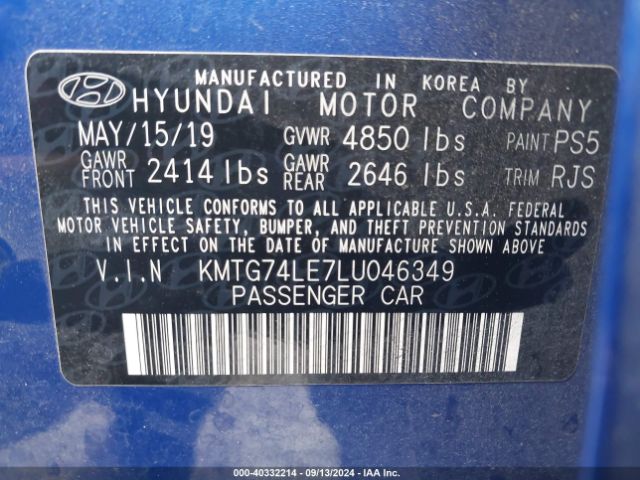 MANUFACTURED IN KOREA BY
HYUNDAI MOTOR COMPANY
MAY/15/19 GVWR 4850 lbs PAINT PS5
GAWR FRONT 2414 lbs GAWR REAR 2646 lbs TRIM RJS
THIS VEHICLE CONFORMS TO ALL APPLICABLE U.S.A. FEDERAL
MOTOR VEHICLE SAFETY, BUMPER, AND THEFT PREVENTION STANDARDS
IN EFFECT ON THE DATE OF MANUFACTURE SHOWN ABOVE
V.I.N KMTG74LE7LU046349
PASSENGER CAR
000-40332214 - 09/13/2024 - IAA Inc.